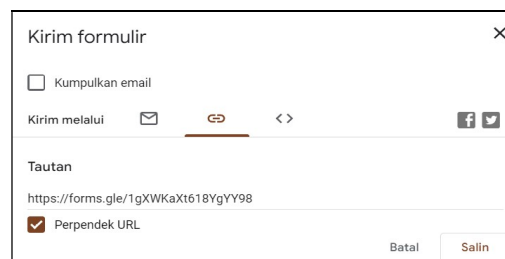 Kirim formulir
Kumpulkan email
Kirim melalui
Tautan
https://forms.gle/1gXWKaXt618YgYY98
Perpendek URL
Batal Salin